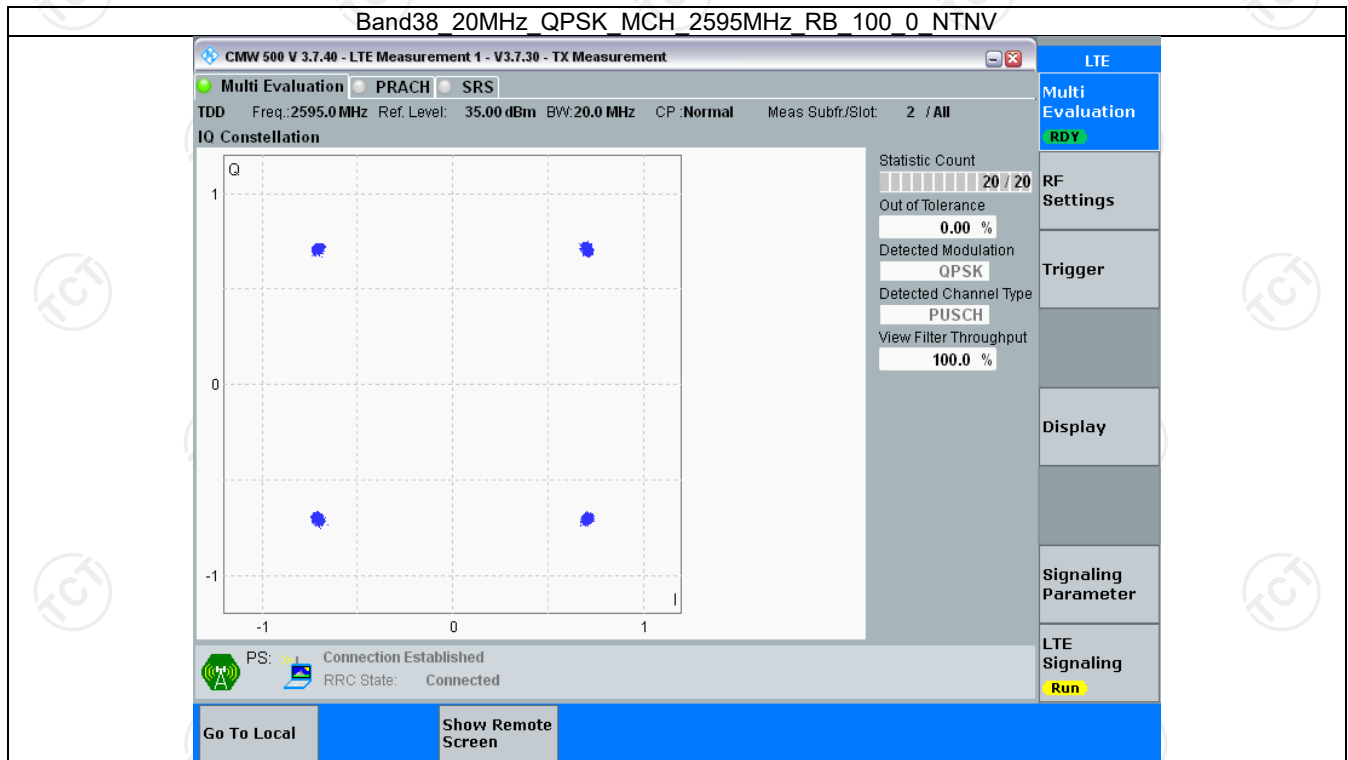 Band38_20MHz_QPSK_MCH_2595MHz_RB_100_0_NTNV
CMW 500 V 3.7.40 - LTE Measurement 1 - V3.7.30 - TX Measurement
LTE
Multi Evaluation PRACH SRS
TDD Freq.:2595.0 MHz Ref. Level: 35.00 dBm BW:20.0 MHz CP :Normal Meas Subfr./Slot: 2 / All
IQ Constellation
Q
1
0
-1
I
-1 0 1
Statistic Count
20 / 20
Out of Tolerance
0.00 %
Detected Modulation
QPSK
Detected Channel Type
PUSCH
View Filter Throughput
100.0 %
Multi
Evaluation
RDY
RF
Settings
Trigger
Display
Signaling
Parameter
LTE
Signaling
Run
PS: Connection Established
RRC State: Connected
Go To Local
Show Remote
Screen
TCT
TCT
TCT
TCT